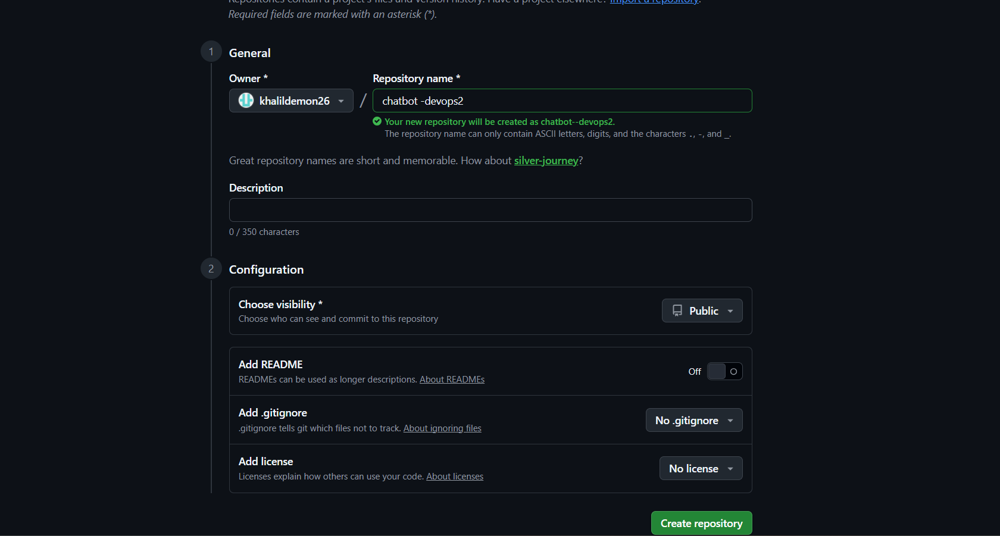 Repositories contain a project's files and version history. Have a project elsewhere? Import a repository.
Required fields are marked with an asterisk (*).
1 General
Owner * Repository name *
khalildemon26 / chatbot -devops2
Your new repository will be created as chatbot--devops2.
The repository name can only contain ASCII letters, digits, and the characters ., -, and _.
Great repository names are short and memorable. How about silver-journey?
Description
0 / 350 characters
2 Configuration
Choose visibility *
Choose who can see and commit to this repository
Public
Add README
READMEs can be used as longer descriptions. About READMEs
Off
Add .gitignore
.gitignore tells git which files not to track. About ignoring files
No .gitignore
Add license
Licenses explain how others can use your code. About licenses
No license
Create repository